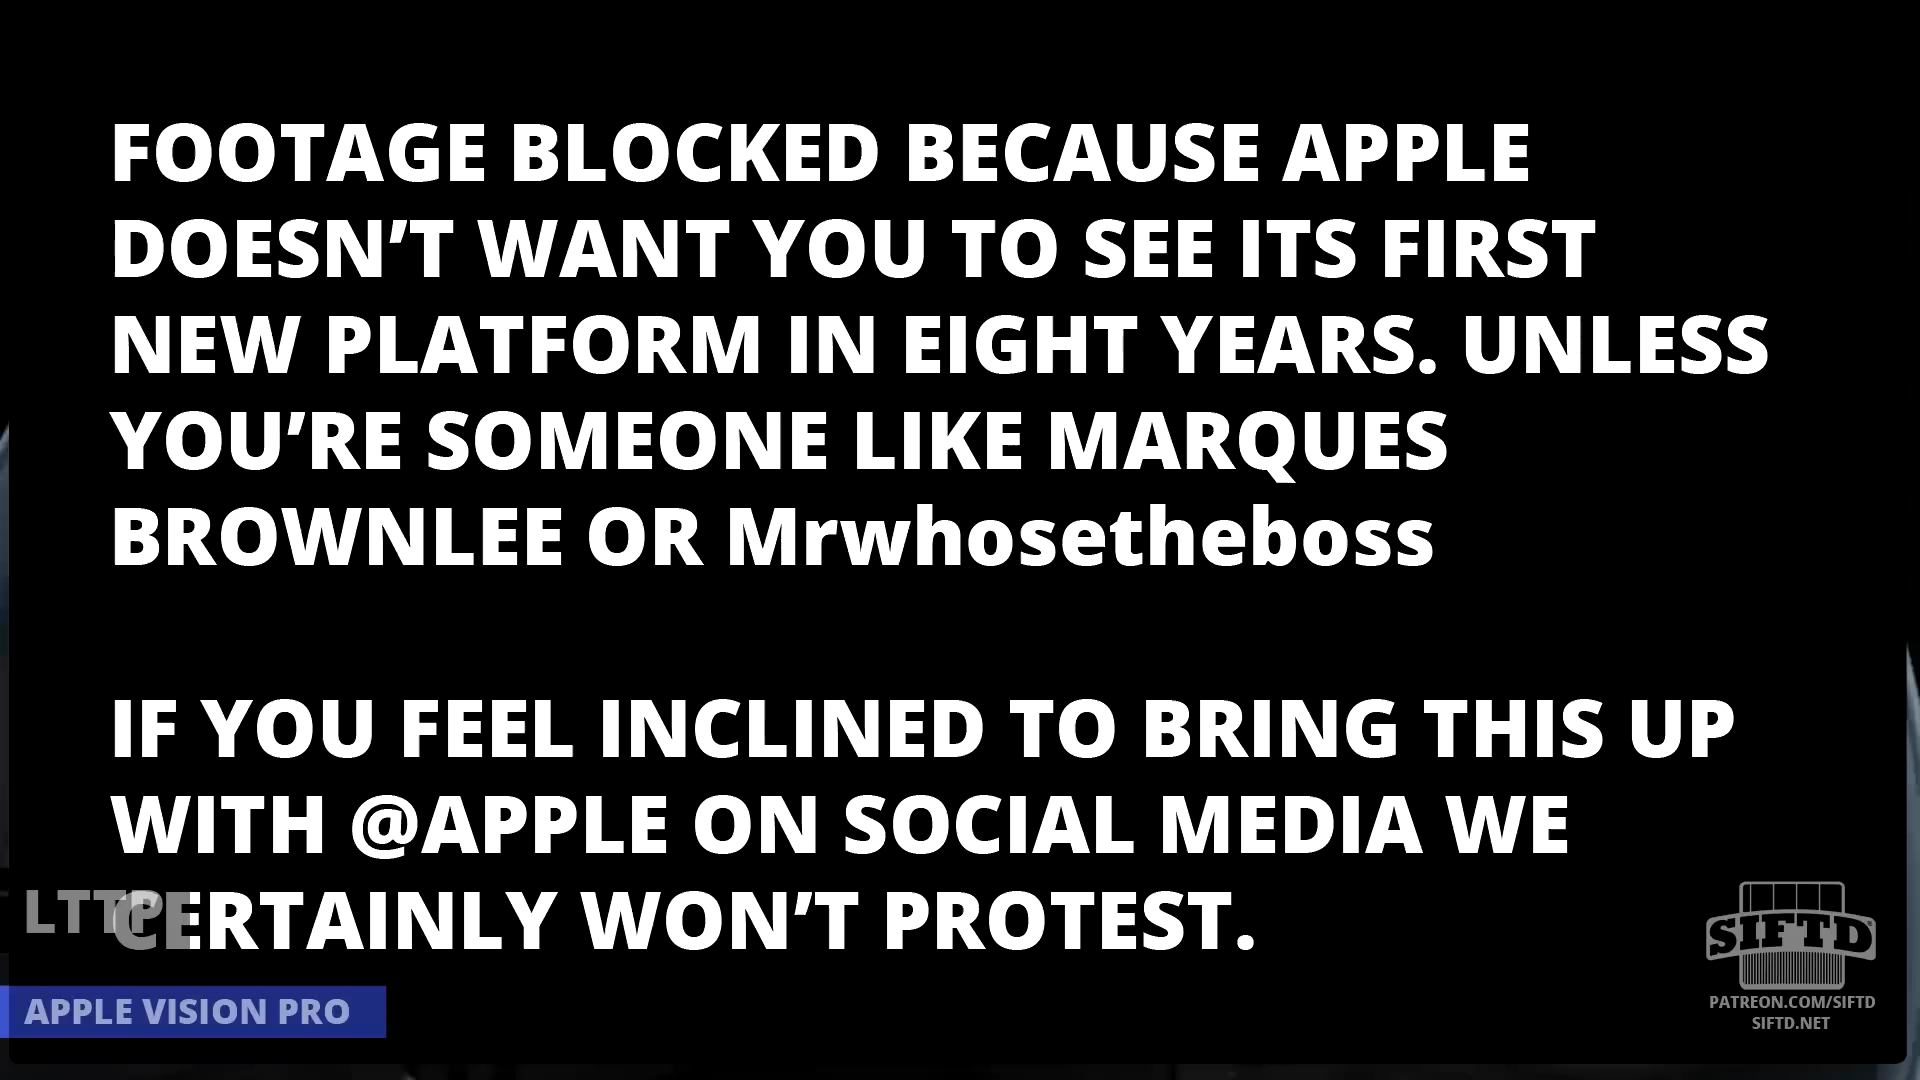 FOOTAGE BLOCKED BECAUSE APPLE
DOESN’T WANT YOU TO SEE ITS FIRST
NEW PLATFORM IN EIGHT YEARS. UNLESS
YOU’RE SOMEONE LIKE MARQUES
BROWNLEE OR Mrwhosetheboss
IF YOU FEEL INCLINED TO BRING THIS UP
WITH @APPLE ON SOCIAL MEDIA WE
CERTAINLY WON’T PROTEST.
LTTP
APPLE VISION PRO
SIFTD
PATREON.COM/SIFTD
SIFTD.NET